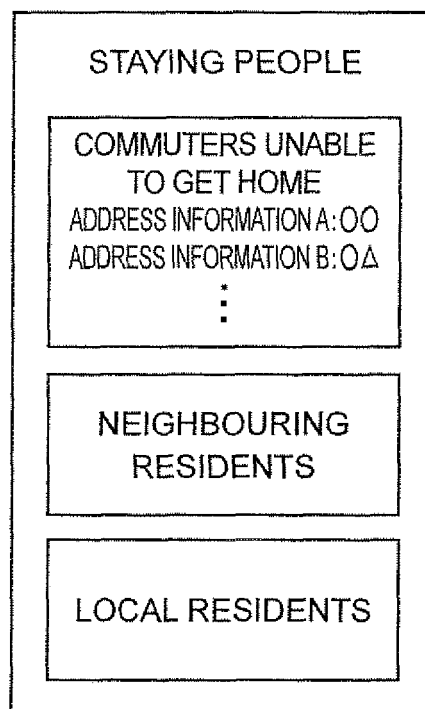 STAYING PEOPLE
COMMUTERS UNABLE
TO GET HOME
ADDRESS INFORMATION A:○○
ADDRESS INFORMATION B:○△
⋮
NEIGHBOURING
RESIDENTS
LOCAL RESIDENTS